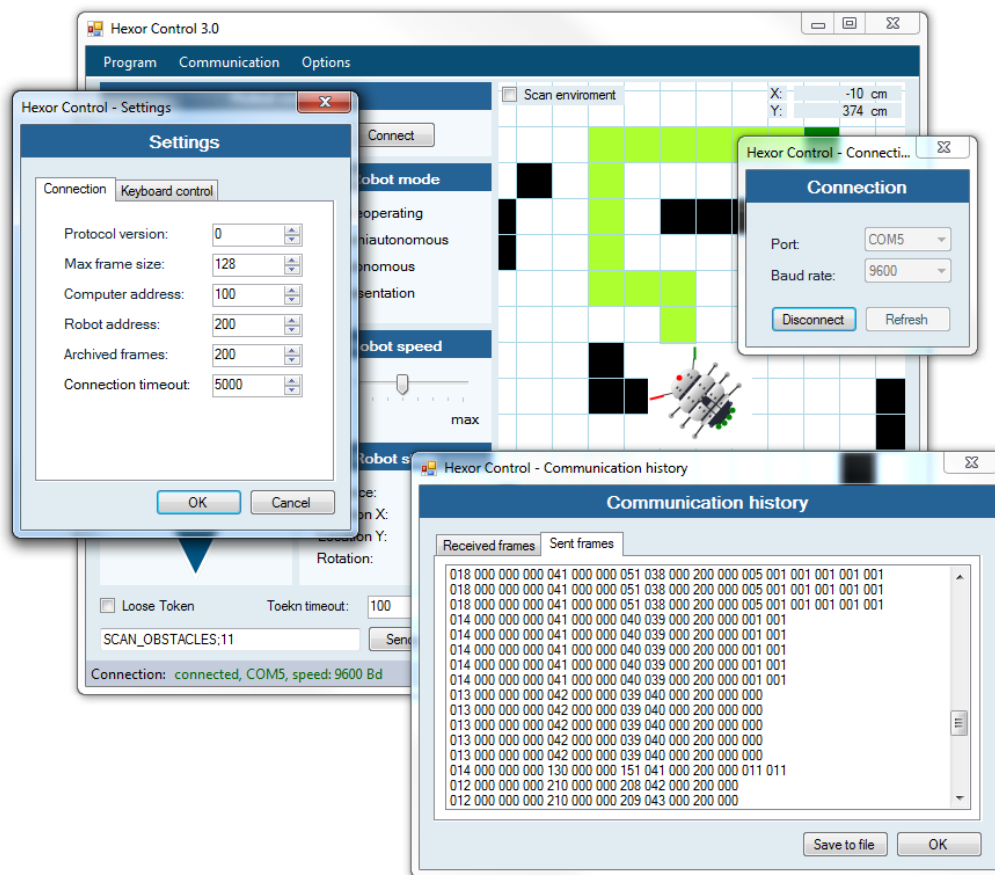 Hexor Control 3.0
Program Communication Options
Hexor Control - Settings
Settings
Connection Keyboard control
Protocol version: 0
Max frame size: 128
Computer address: 100
Robot address: 200
Archived frames: 200
Connection timeout: 5000
OK Cancel
Connect
obot mode
eoperating
niautonomous
onomous
sentation
obot speed
max
Robot s
ce:
on X:
Location Y:
Rotation:
Loose Token Toekn timeout: 100
SCAN_OBSTACLES;11 Send
Connection: connected, COM5, speed: 9600 Bd
Scan enviroment
X: -10 cm
Y: 374 cm
Hexor Control - Connecti...
Connection
Port: COM5
Baud rate: 9600
Disconnect Refresh
Hexor Control - Communication history
Communication history
Received frames Sent frames
018 000 000 000 041 000 000 051 038 000 200 000 005 001 001 001 001 001
018 000 000 000 041 000 000 051 038 000 200 000 005 001 001 001 001 001
018 000 000 000 041 000 000 051 038 000 200 000 005 001 001 001 001 001
014 000 000 000 041 000 000 040 039 000 200 000 001 001
014 000 000 000 041 000 000 040 039 000 200 000 001 001
014 000 000 000 041 000 000 040 039 000 200 000 001 001
014 000 000 000 041 000 000 040 039 000 200 000 001 001
014 000 000 000 041 000 000 040 039 000 200 000 001 001
013 000 000 000 042 000 000 039 040 000 200 000 000
013 000 000 000 042 000 000 039 040 000 200 000 000
013 000 000 000 042 000 000 039 040 000 200 000 000
013 000 000 000 042 000 000 039 040 000 200 000 000
013 000 000 000 042 000 000 039 040 000 200 000 000
014 000 000 000 130 000 000 151 041 000 200 000 011 011
012 000 000 000 210 000 000 208 042 000 200 000
012 000 000 000 210 000 000 209 043 000 200 000
Save to file OK